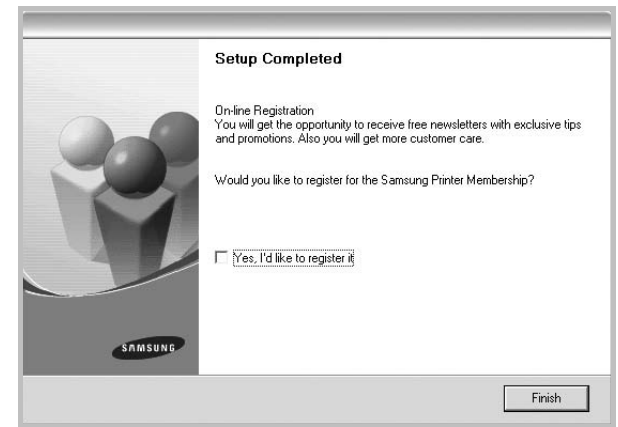 Setup Completed
On-line Registration
You will get the opportunity to receive free newsletters with exclusive tips
and promotions. Also you will get more customer care.
Would you like to register for the Samsung Printer Membership?
Yes, I'd like to register it
SAMSUNG
Finish